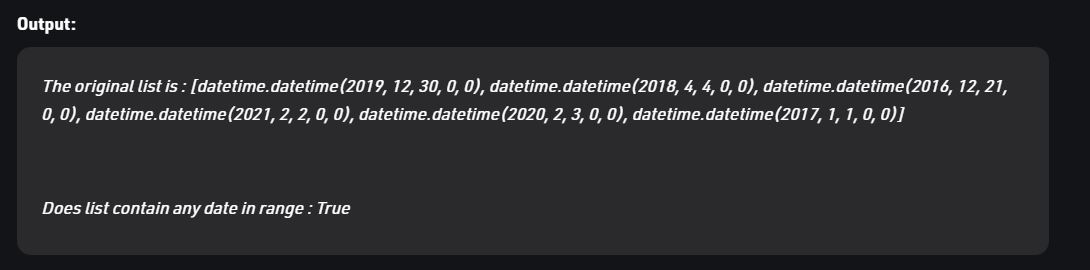 Output:
The original list is : [datetime.datetime(2019, 12, 30, 0, 0), datetime.datetime(2018, 4, 4, 0, 0), datetime.datetime(2016, 12, 21,
0, 0), datetime.datetime(2021, 2, 2, 0, 0), datetime.datetime(2020, 2, 3, 0, 0), datetime.datetime(2017, 1, 1, 0, 0)]
Does list contain any date in range : True